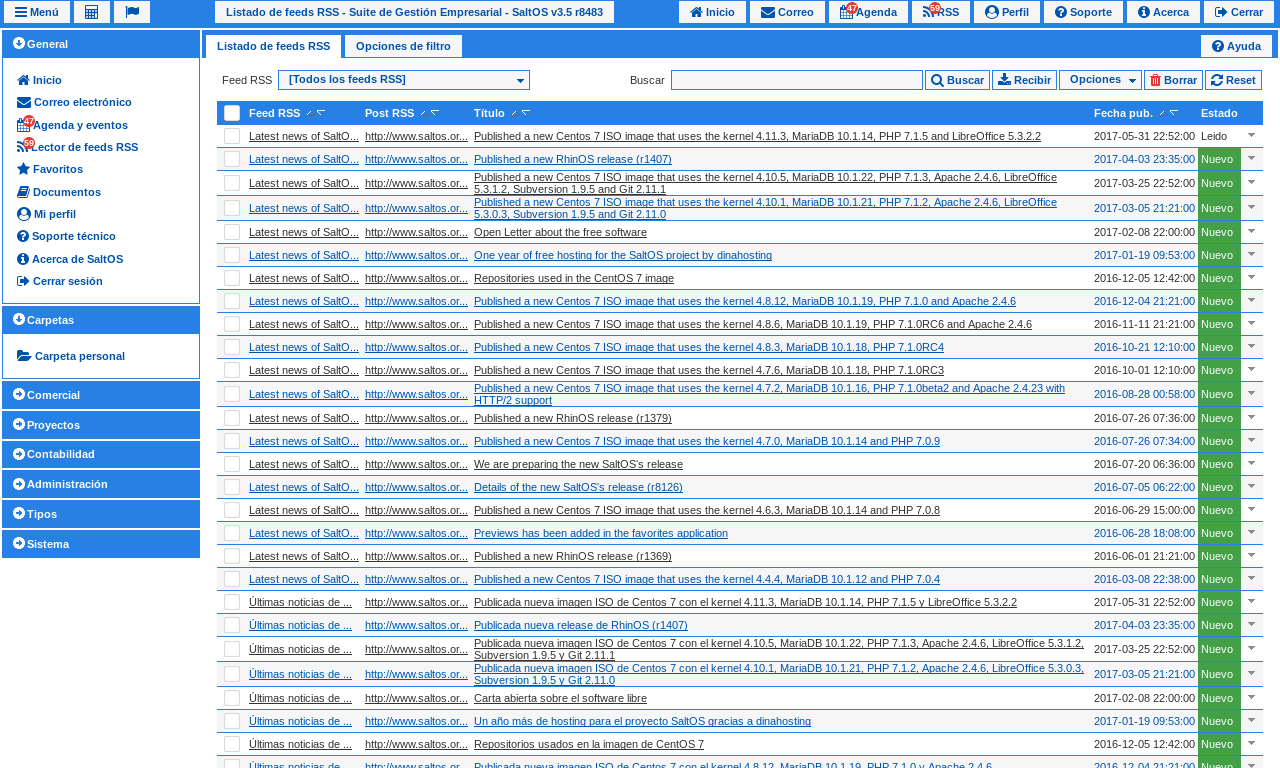 Menú
Listado de feeds RSS - Suite de Gestión Empresarial - SaltOS v3.5 r8483
Inicio
Correo
47 Agenda
59 RSS
Perfil
Soporte
Acerca
Cerrar
General
Inicio
Correo electrónico
47 Agenda y eventos
59 Lector de feeds RSS
Favoritos
Documentos
Mi perfil
Soporte técnico
Acerca de SaltOS
Cerrar sesión
Carpetas
Carpeta personal
Comercial
Proyectos
Contabilidad
Administración
Tipos
Sistema
Listado de feeds RSS
Opciones de filtro
Ayuda
Feed RSS [Todos los feeds RSS] Buscar Buscar Recibir Opciones Borrar Reset
Feed RSS Post RSS Título Fecha pub. Estado
Latest news of SaltO... http://www.saltos.or... Published a new Centos 7 ISO image that uses the kernel 4.11.3, MariaDB 10.1.14, PHP 7.1.5 and LibreOffice 5.3.2.2 2017-05-31 22:52:00 Leido
Latest news of SaltO... http://www.saltos.or... Published a new RhinOS release (r1407) 2017-04-03 23:35:00 Nuevo
Latest news of SaltO... http://www.saltos.or... Published a new Centos 7 ISO image that uses the kernel 4.10.5, MariaDB 10.1.22, PHP 7.1.3, Apache 2.4.6, LibreOffice 2017-03-25 22:52:00 Nuevo
5.3.1.2, Subversion 1.9.5 and Git 2.11.1
Latest news of SaltO... http://www.saltos.or... Published a new Centos 7 ISO image that uses the kernel 4.10.1, MariaDB 10.1.21, PHP 7.1.2, Apache 2.4.6, LibreOffice 2017-03-05 21:21:00 Nuevo
5.3.0.3, Subversion 1.9.5 and Git 2.11.0
Latest news of SaltO... http://www.saltos.or... Open Letter about the free software 2017-02-08 22:00:00 Nuevo
Latest news of SaltO... http://www.saltos.or... One year of free hosting for the SaltOS project by dinahosting 2017-01-19 09:53:00 Nuevo
Latest news of SaltO... http://www.saltos.or... Repositories used in the CentOS 7 image 2016-12-05 12:42:00 Nuevo
Latest news of SaltO... http://www.saltos.or... Published a new Centos 7 ISO image that uses the kernel 4.8.12, MariaDB 10.1.19, PHP 7.1.0 and Apache 2.4.6 2016-12-04 21:21:00 Nuevo
Latest news of SaltO... http://www.saltos.or... Published a new Centos 7 ISO image that uses the kernel 4.8.6, MariaDB 10.1.19, PHP 7.1.0RC6 and Apache 2.4.6 2016-11-11 21:21:00 Nuevo
Latest news of SaltO... http://www.saltos.or... Published a new Centos 7 ISO image that uses the kernel 4.8.3, MariaDB 10.1.18, PHP 7.1.0RC4 2016-10-21 12:10:00 Nuevo
Latest news of SaltO... http://www.saltos.or... Published a new Centos 7 ISO image that uses the kernel 4.7.6, MariaDB 10.1.18, PHP 7.1.0RC3 2016-10-01 12:10:00 Nuevo
Latest news of SaltO... http://www.saltos.or... Published a new Centos 7 ISO image that uses the kernel 4.7.2, MariaDB 10.1.16, PHP 7.1.0beta2 and Apache 2.4.23 with 2016-08-28 00:58:00 Nuevo
HTTP/2 support
Latest news of SaltO... http://www.saltos.or... Published a new RhinOS release (r1379) 2016-07-26 07:36:00 Nuevo
Latest news of SaltO... http://www.saltos.or... Published a new Centos 7 ISO image that uses the kernel 4.7.0, MariaDB 10.1.14 and PHP 7.0.9 2016-07-26 07:34:00 Nuevo
Latest news of SaltO... http://www.saltos.or... We are preparing the new SaltOS's release 2016-07-20 06:36:00 Nuevo
Latest news of SaltO... http://www.saltos.or... Details of the new SaltOS's release (r8126) 2016-07-05 06:22:00 Nuevo
Latest news of SaltO... http://www.saltos.or... Published a new Centos 7 ISO image that uses the kernel 4.6.3, MariaDB 10.1.14 and PHP 7.0.8 2016-06-29 15:00:00 Nuevo
Latest news of SaltO... http://www.saltos.or... Previews has been added in the favorites application 2016-06-28 18:08:00 Nuevo
Latest news of SaltO... http://www.saltos.or... Published a new RhinOS release (r1369) 2016-06-01 21:21:00 Nuevo
Latest news of SaltO... http://www.saltos.or... Published a new Centos 7 ISO image that uses the kernel 4.4.4, MariaDB 10.1.12 and PHP 7.0.4 2016-03-08 22:38:00 Nuevo
Últimas noticias de ... http://www.saltos.or... Publicada nueva imagen ISO de Centos 7 con el kernel 4.11.3, MariaDB 10.1.14, PHP 7.1.5 y LibreOffice 5.3.2.2 2017-05-31 22:52:00 Nuevo
Últimas noticias de ... http://www.saltos.or... Publicada nueva release de RhinOS (r1407) 2017-04-03 23:35:00 Nuevo
Últimas noticias de ... http://www.saltos.or... Publicada nueva imagen ISO de Centos 7 con el kernel 4.10.5, MariaDB 10.1.22, PHP 7.1.3, Apache 2.4.6, LibreOffice 5.3.1.2, 2017-03-25 22:52:00 Nuevo
Subversion 1.9.5 y Git 2.11.1
Últimas noticias de ... http://www.saltos.or... Publicada nueva imagen ISO de Centos 7 con el kernel 4.10.1, MariaDB 10.1.21, PHP 7.1.2, Apache 2.4.6, LibreOffice 5.3.0.3, 2017-03-05 21:21:00 Nuevo
Subversion 1.9.5 y Git 2.11.0
Últimas noticias de ... http://www.saltos.or... Carta abierta sobre el software libre 2017-02-08 22:00:00 Nuevo
Últimas noticias de ... http://www.saltos.or... Un año más de hosting para el proyecto SaltOS gracias a dinahosting 2017-01-19 09:53:00 Nuevo
Últimas noticias de ... http://www.saltos.or... Repositorios usados en la imagen de CentOS 7 2016-12-05 12:42:00 Nuevo
Últimas noticias de ... http://www.saltos.or... Publicada nueva imagen ISO de Centos 7 con el kernel 4.8.12, MariaDB 10.1.19, PHP 7.1.0 y Apache 2.4.6 2016-12-04 21:21:00 Nuevo